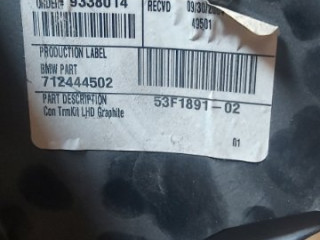 ORDER# 9338014
RECVD 09/30/
43501
PRODUCTION LABEL
BMW PART
712444502
PART DESCRIPTION 53F1891-02
Con TrmKit LHD Graphite
01